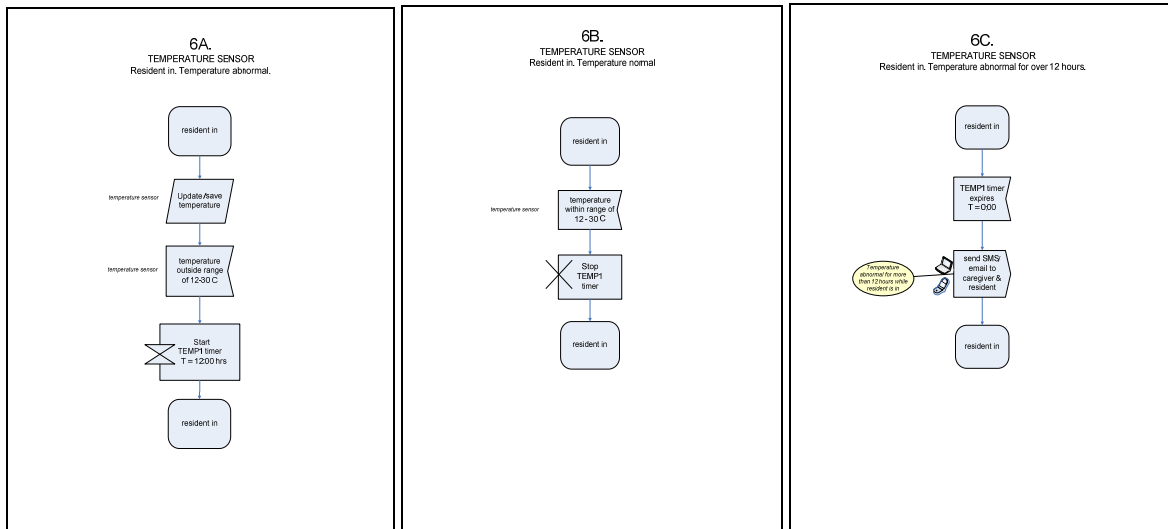 6A.
TEMPERATURE SENSOR
Resident in. Temperature abnormal.
resident in
temperature sensor
Update/save
temperature
temperature sensor
temperature
outside range
of 12-30 C
Start
TEMP1 timer
T = 12:00 hrs
resident in
6B.
TEMPERATURE SENSOR
Resident in. Temperature normal
resident in
temperature sensor
temperature
within range of
12 - 30 C
Stop
TEMP1
timer
resident in
6C.
TEMPERATURE SENSOR
Resident in. Temperature abnormal for over 12 hours.
resident in
TEMP1 timer
expires
T = 0:00
Temperature
abnormal for more
than 12 hours while
resident is in
send SMS/
email to
caregiver &
resident
resident in